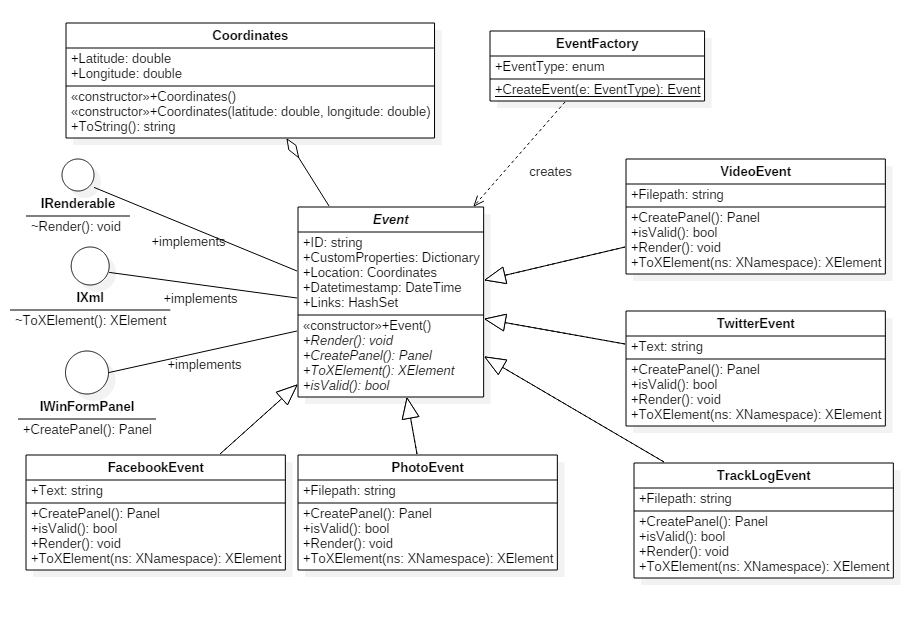 Coordinates
+Latitude: double
+Longitude: double
«constructor»+Coordinates()
«constructor»+Coordinates(latitude: double, longitude: double)
+ToString(): string
EventFactory
+EventType: enum
+CreateEvent(e: EventType): Event
creates
IRenderable
~Render(): void
+implements
IXml
~ToXElement(): XElement
+implements
IWinFormPanel
+CreatePanel(): Panel
+implements
Event
+ID: string
+CustomProperties: Dictionary
+Location: Coordinates
+Datetimestamp: DateTime
+Links: HashSet
«constructor»+Event()
+Render(): void
+CreatePanel(): Panel
+ToXElement(): XElement
+isValid(): bool
VideoEvent
+Filepath: string
+CreatePanel(): Panel
+isValid(): bool
+Render(): void
+ToXElement(ns: XNamespace): XElement
TwitterEvent
+Text: string
+CreatePanel(): Panel
+isValid(): bool
+Render(): void
+ToXElement(ns: XNamespace): XElement
FacebookEvent
+Text: string
+CreatePanel(): Panel
+isValid(): bool
+Render(): void
+ToXElement(ns: XNamespace): XElement
PhotoEvent
+Filepath: string
+CreatePanel(): Panel
+isValid(): bool
+Render(): void
+ToXElement(ns: XNamespace): XElement
TrackLogEvent
+Filepath: string
+CreatePanel(): Panel
+isValid(): bool
+Render(): void
+ToXElement(ns: XNamespace): XElement